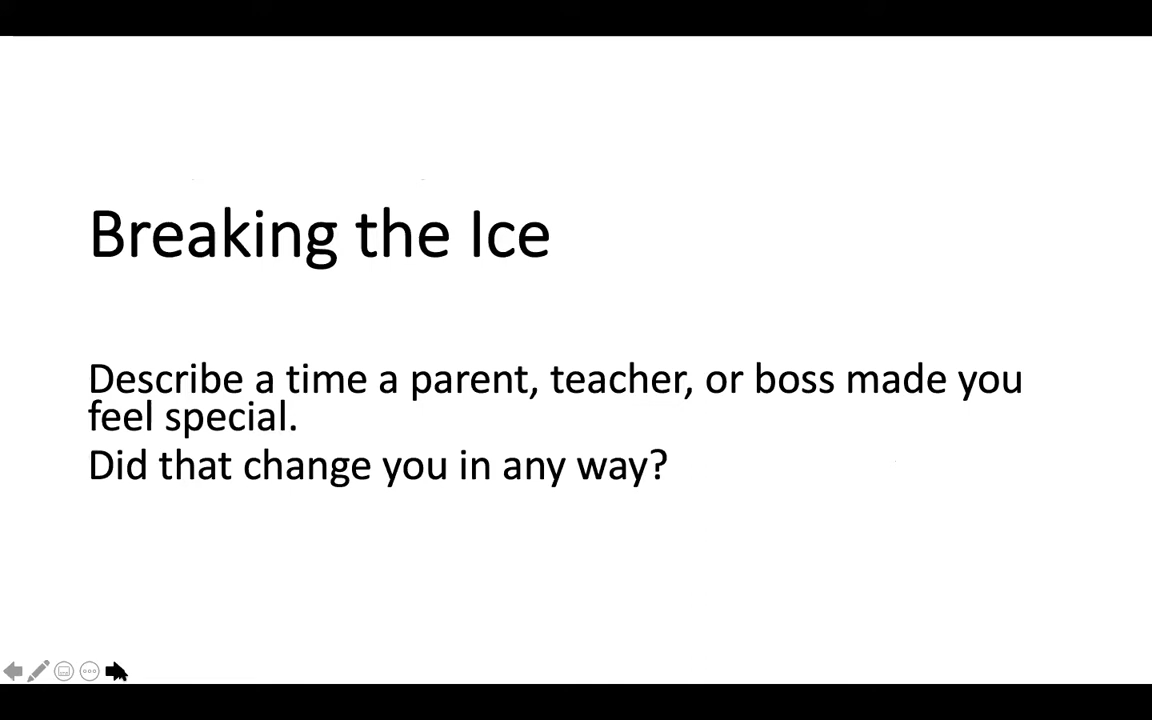 Breaking the Ice
Describe a time a parent, teacher, or boss made you
feel special.
Did that change you in any way?